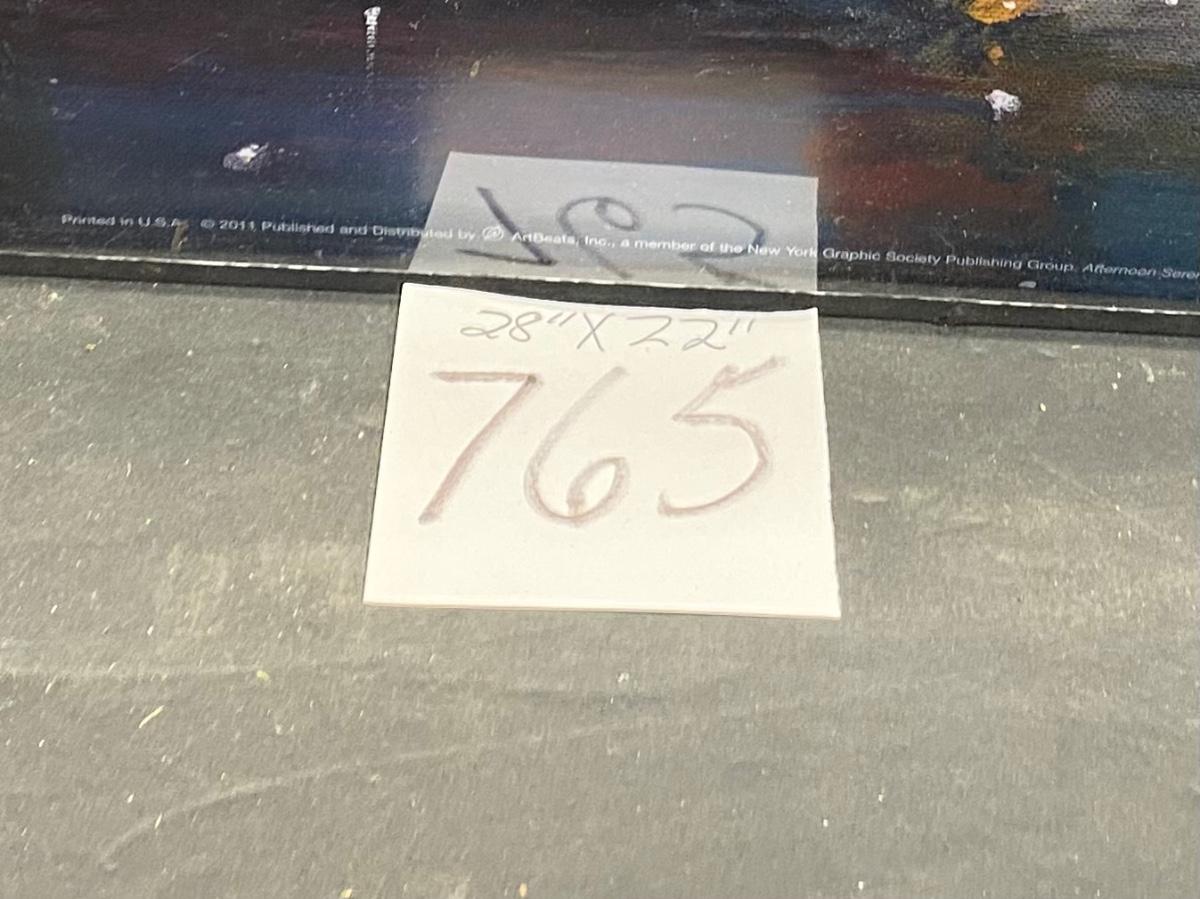 Printed in U.S.A. © 2011 Published and Distributed by ArtBeats, Inc., a member of the New York Graphic Society Publishing Group. Afternoon
28"X22"
765